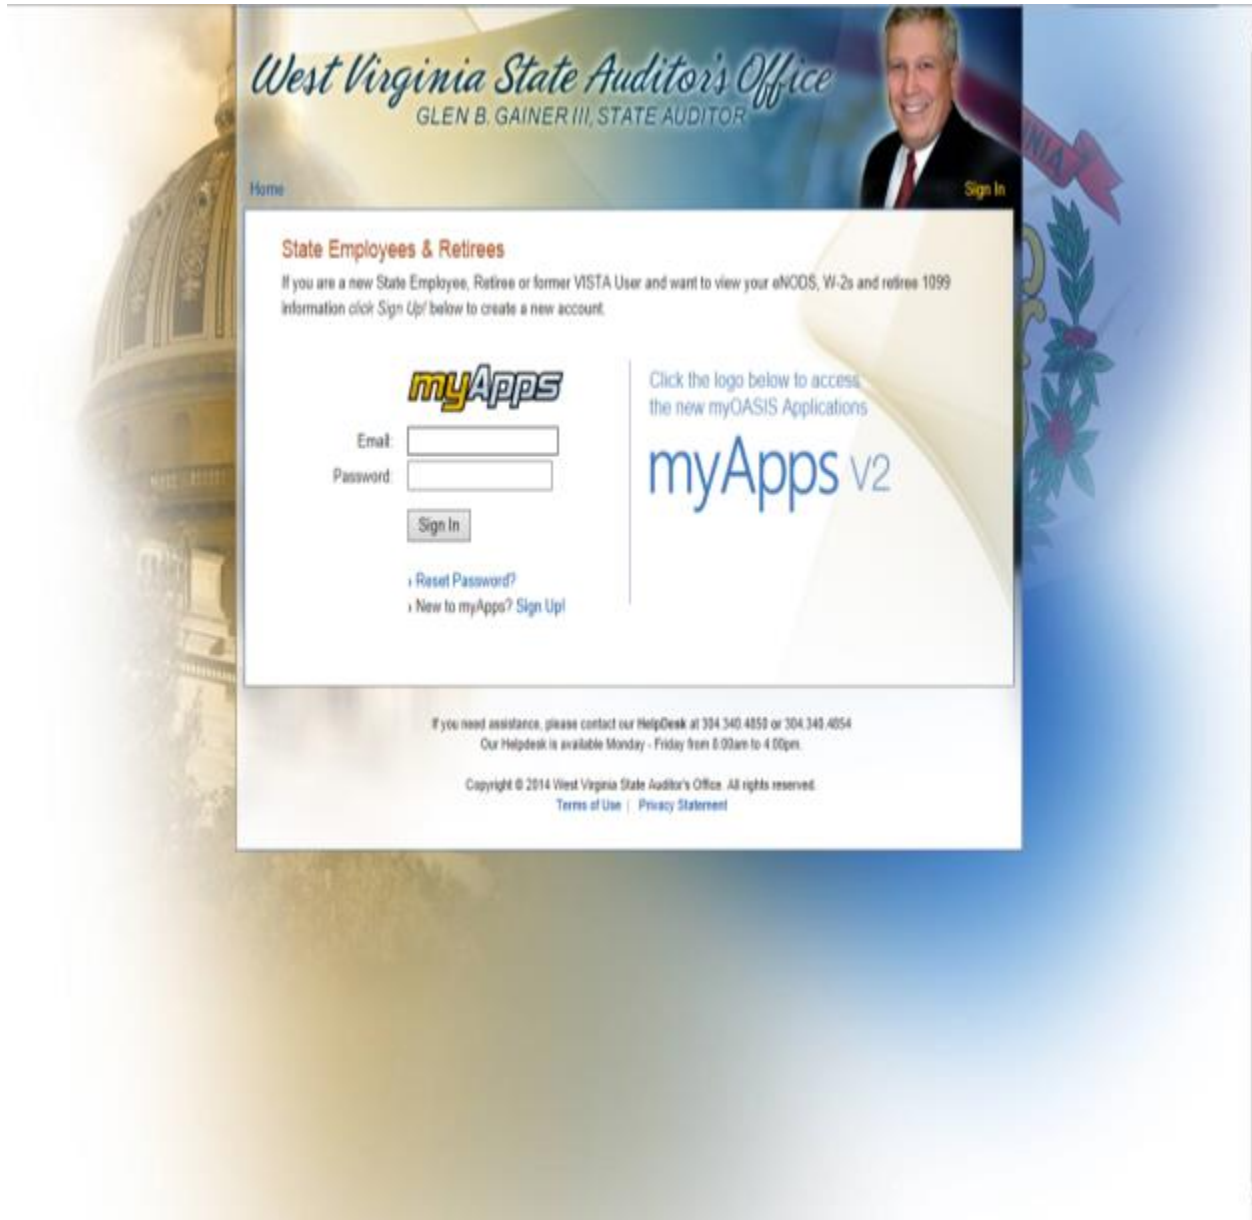 West Virginia State Auditor's Office
GLEN B. GAINER III, STATE AUDITOR
Home
Sign In
State Employees & Retirees
If you are a new State Employee, Retiree or former VISTA User and want to view your eNODS, W-2s and retiree 1099
information click Sign Up! below to create a new account.
myApps
Email:
Password:
Sign In
› Reset Password?
› New to myApps? Sign Up!
Click the logo below to access
the new myOASIS Applications
myApps V2
If you need assistance, please contact our HelpDesk at 304.340.4850 or 304.340.4854
Our Helpdesk is available Monday - Friday from 8:00am to 4:00pm.
Copyright © 2014 West Virginia State Auditor's Office. All rights reserved.
Terms of Use | Privacy Statement